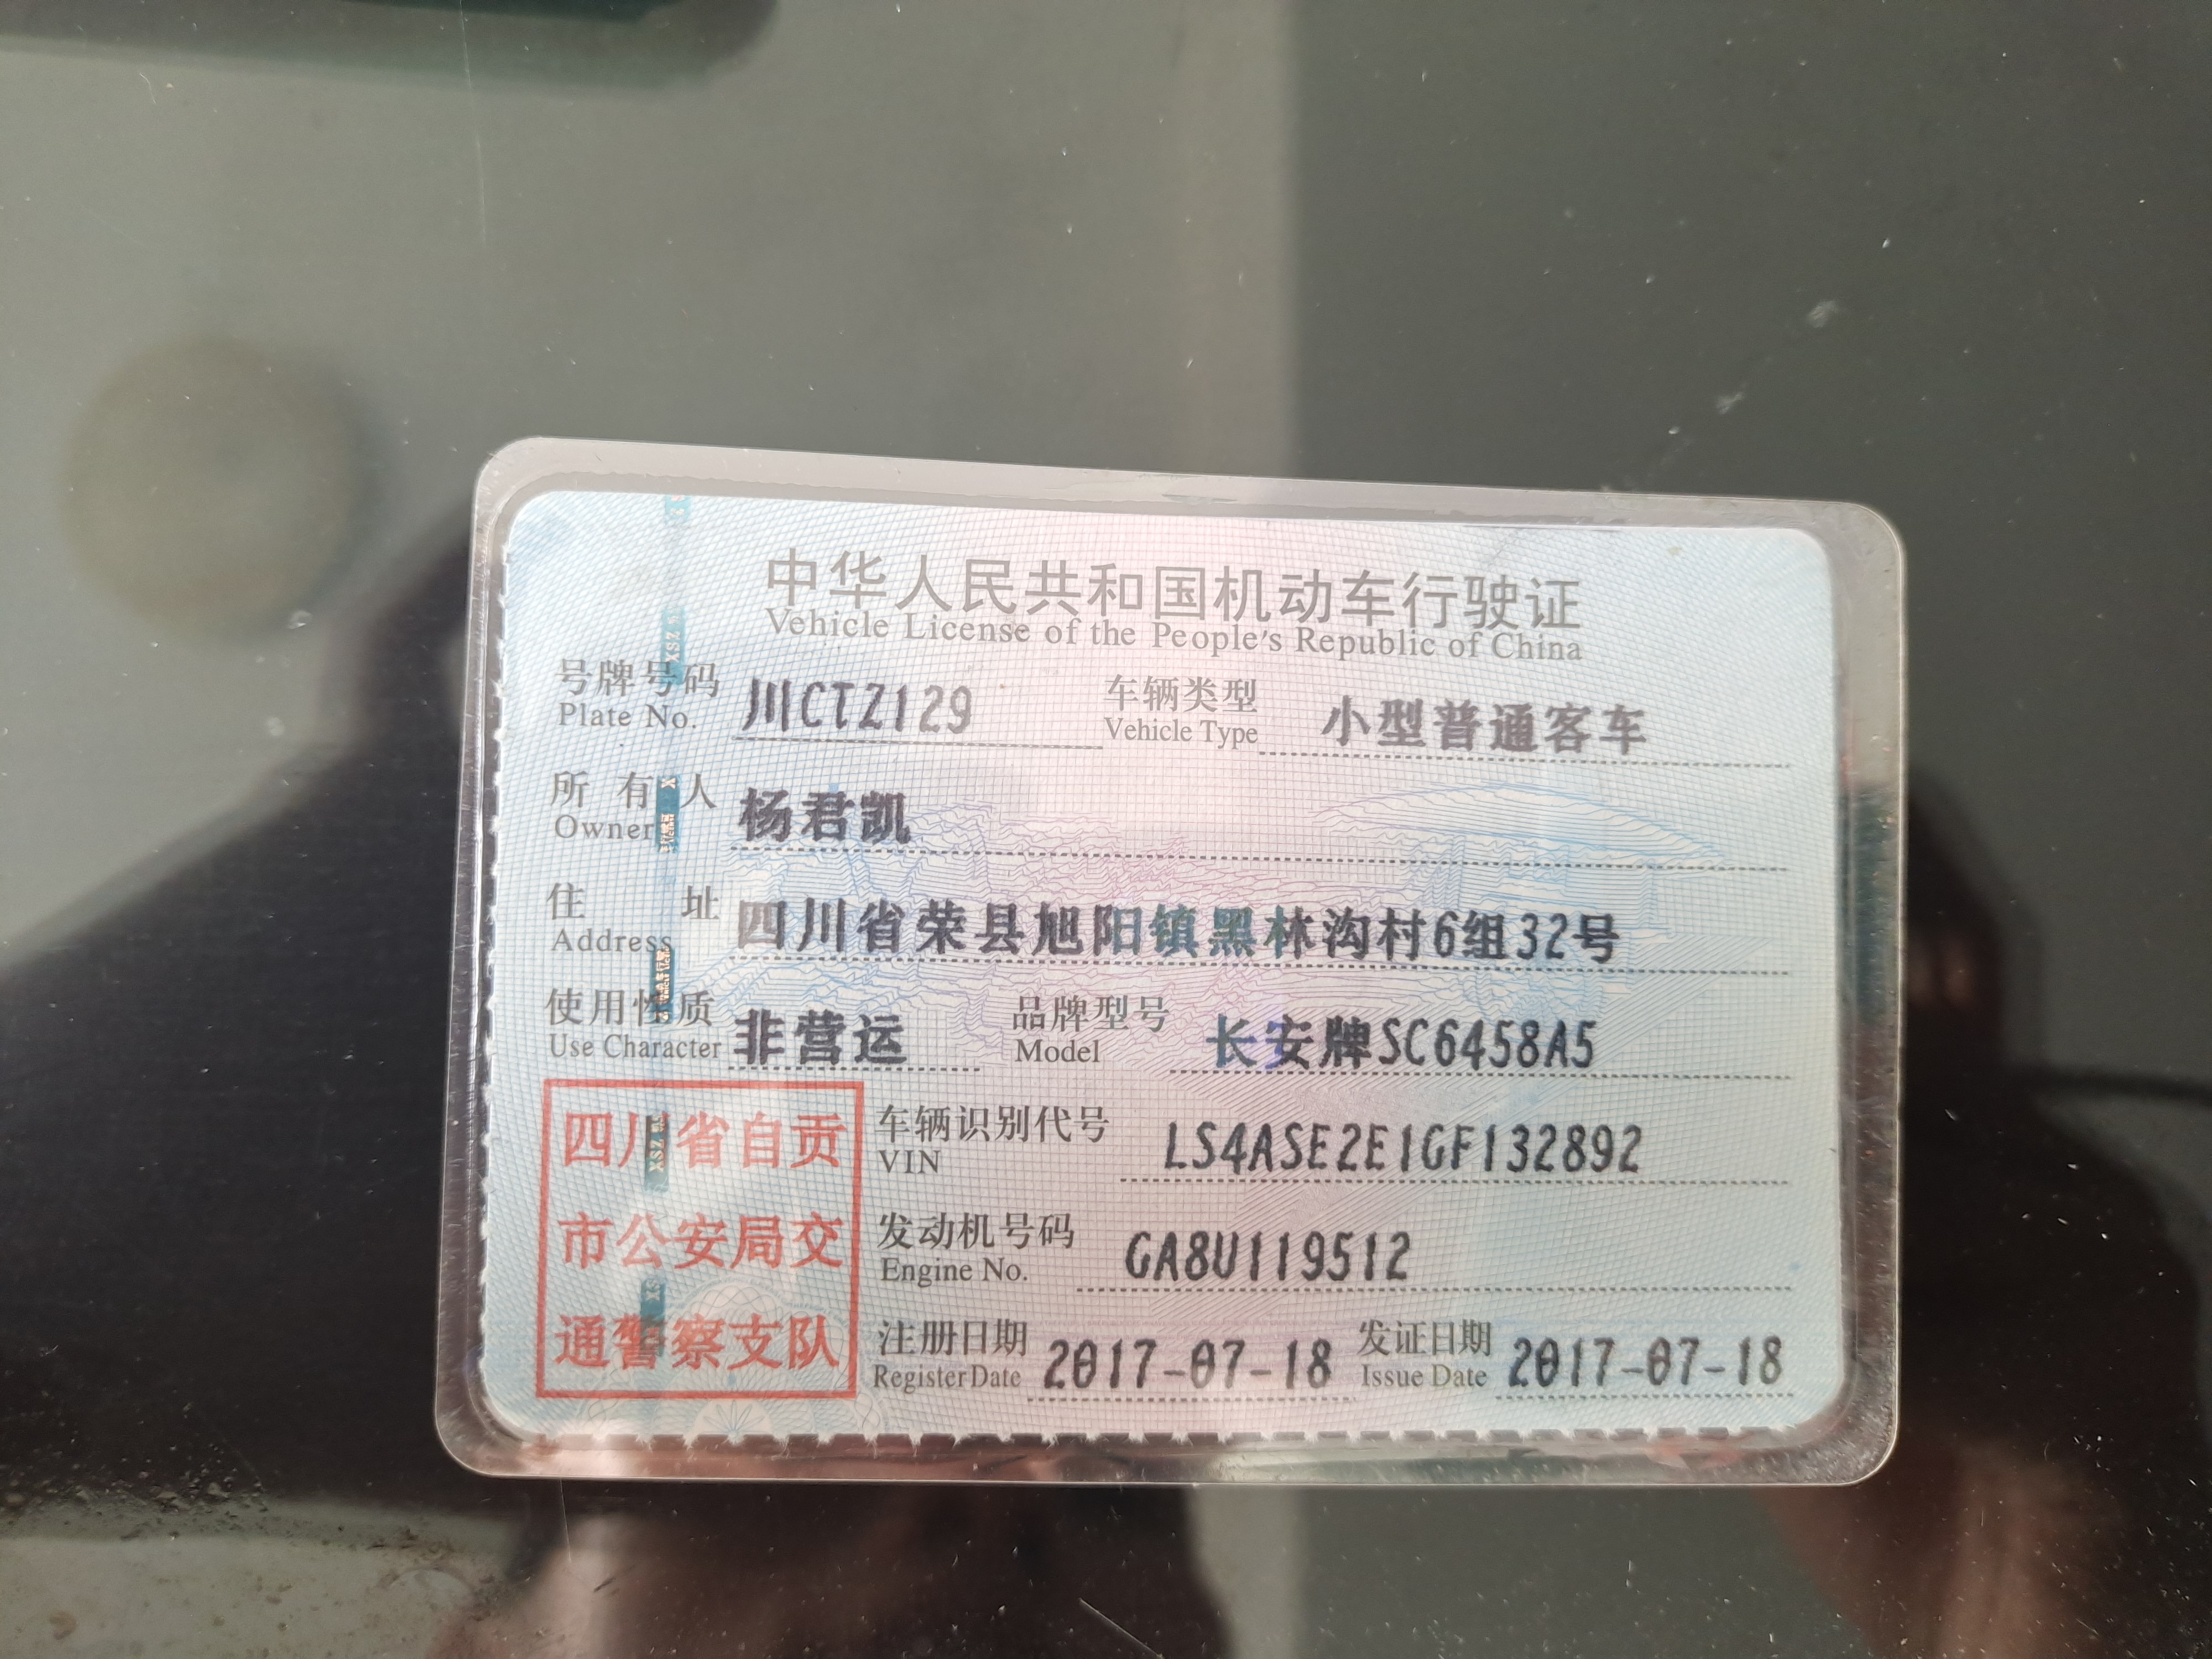 中华人民共和国机动车行驶证
Vehicle License of the People's Republic of China
号牌号码 川CTZ129 车辆类型 小型普通客车
Plate No. Vehicle Type
所有人 杨君凯
Owner
住址 四川省荣县旭阳镇黑林沟村6组32号
Address
使用性质 非营运 品牌型号 长安牌SC6458A5
Use Character Model
四川省自贡
市公安局交
通警察支队
车辆识别代号 LS4ASE2E1GF132892
VIN
发动机号码 GA8U119512
Engine No.
注册日期 2017-07-18 发证日期 2017-07-18
Register Date Issue Date